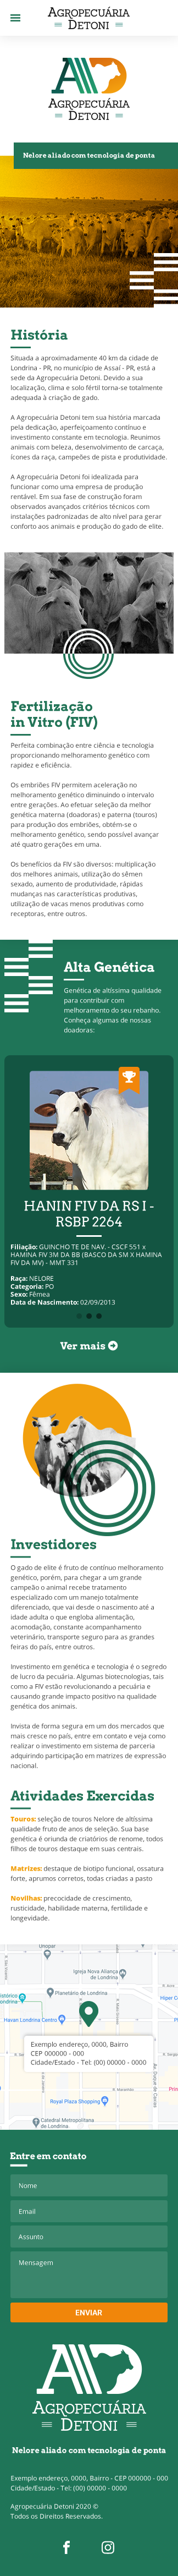 AGROPECUÁRIA
DETONI
AGROPECUÁRIA
DETONI
Nelore aliado com tecnologia de ponta
História
Situada a aproximadamente 40 km da cidade de
Londrina - PR, no município de Assaí - PR, está a
sede da Agropecuária Detoni. Devido a sua
localização, clima e solo fértil torna-se totalmente
adequada à criação de gado.
A Agropecuária Detoni tem sua história marcada
pela dedicação, aperfeiçoamento contínuo e
investimento constante em tecnologia. Reunimos
animais com beleza, desenvolvimento de carcaça,
ícones da raça, campeões de pista e produtividade.
A Agropecuária Detoni foi idealizada para
funcionar como uma empresa de produção
rentável. Em sua fase de construção foram
observados avançados critérios técnicos com
instalações padronizadas de alto nível para gerar
conforto aos animais e produção do gado de elite.
Fertilização
in Vitro (FIV)
Perfeita combinação entre ciência e tecnologia
proporcionando melhoramento genético com
rapidez e eficiência.
Os embriões FIV permitem aceleração no
melhoramento genético diminuindo o intervalo
entre gerações. Ao efetuar seleção da melhor
genética materna (doadoras) e paterna (touros)
para produção dos embriões, obtém-se o
melhoramento genético, sendo possível avançar
até quatro gerações em uma.
Os benefícios da FIV são diversos: multiplicação
dos melhores animais, utilização do sêmen
sexado, aumento de produtividade, rápidas
mudanças nas características produtivas,
utilização de vacas menos produtivas como
receptoras, entre outros.
Alta Genética
Genética de altíssima qualidade
para contribuir com
melhoramento do seu rebanho.
Conheça algumas de nossas
doadoras:
HANIN FIV DA RS I -
RSBP 2264
Filiação: GUINCHO TE DE NAV. - CSCF 551 x
HAMINA FIV 3M DA BB (BASCO DA SM X HAMINA
FIV DA MV) - MMT 331
Raça: NELORE
Categoria: PO
Sexo: Fêmea
Data de Nascimento: 02/09/2013
Ver mais
Investidores
O gado de elite é fruto de contínuo melhoramento
genético, porém, para chegar a um grande
campeão o animal recebe tratamento
especializado com um manejo totalmente
diferenciado, que vai desde o nascimento até a
idade adulta o que engloba alimentação,
acomodação, constante acompanhamento
veterinário, transporte seguro para as grandes
feiras do país, entre outros.
Investimento em genética e tecnologia é o segredo
de lucro da pecuária. Algumas biotecnologias, tais
como a FIV estão revolucionando a pecuária e
causando grande impacto positivo na qualidade
genética dos animais.
Invista de forma segura em um dos mercados que
mais cresce no país, entre em contato e veja como
realizar o investimento em sistema de parceria
adquirindo participação em matrizes de expressão
nacional.
Atividades Exercidas
Touros: seleção de touros Nelore de altíssima
qualidade fruto de anos de seleção. Sua base
genética é oriunda de criatórios de renome, todos
filhos de touros destaque em suas centrais.
Matrizes: destaque no biotipo funcional, ossatura
forte, aprumos corretos, todas criadas a pasto
Novilhas: precocidade de crescimento,
rusticidade, habilidade materna, fertilidade e
longevidade.
Unopar
Igreja Nova Aliança
de Londrina
Planetário de Londrina
Havan Londrina Centro
Exemplo endereço, 0000, Bairro
CEP 000000 - 000
Cidade/Estado - Tel: (00) 00000 - 0000
Royal Plaza Shopping
Catedral Metropolitana
de Londrina
Entre em contato
Nome
Email
Assunto
Mensagem
ENVIAR
AGROPECUÁRIA
DETONI
Nelore aliado com tecnologia de ponta
Exemplo endereço, 0000, Bairro - CEP 000000 - 000
Cidade/Estado - Tel: (00) 00000 - 0000
Agropecuária Detoni 2020 ©
Todos os Direitos Reservados.